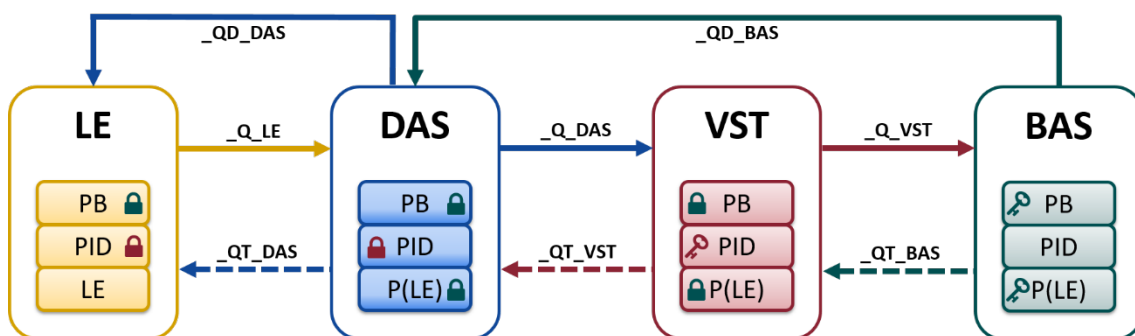 _QD_DAS
_QD_BAS
LE
_Q_LE
DAS
_Q_DAS
VST
_Q_VST
BAS
PB
PB
PB
PB
PID
PID
PID
PID
_QT_DAS
_QT_VST
_QT_BAS
LE
P(LE)
P(LE)
P(LE)